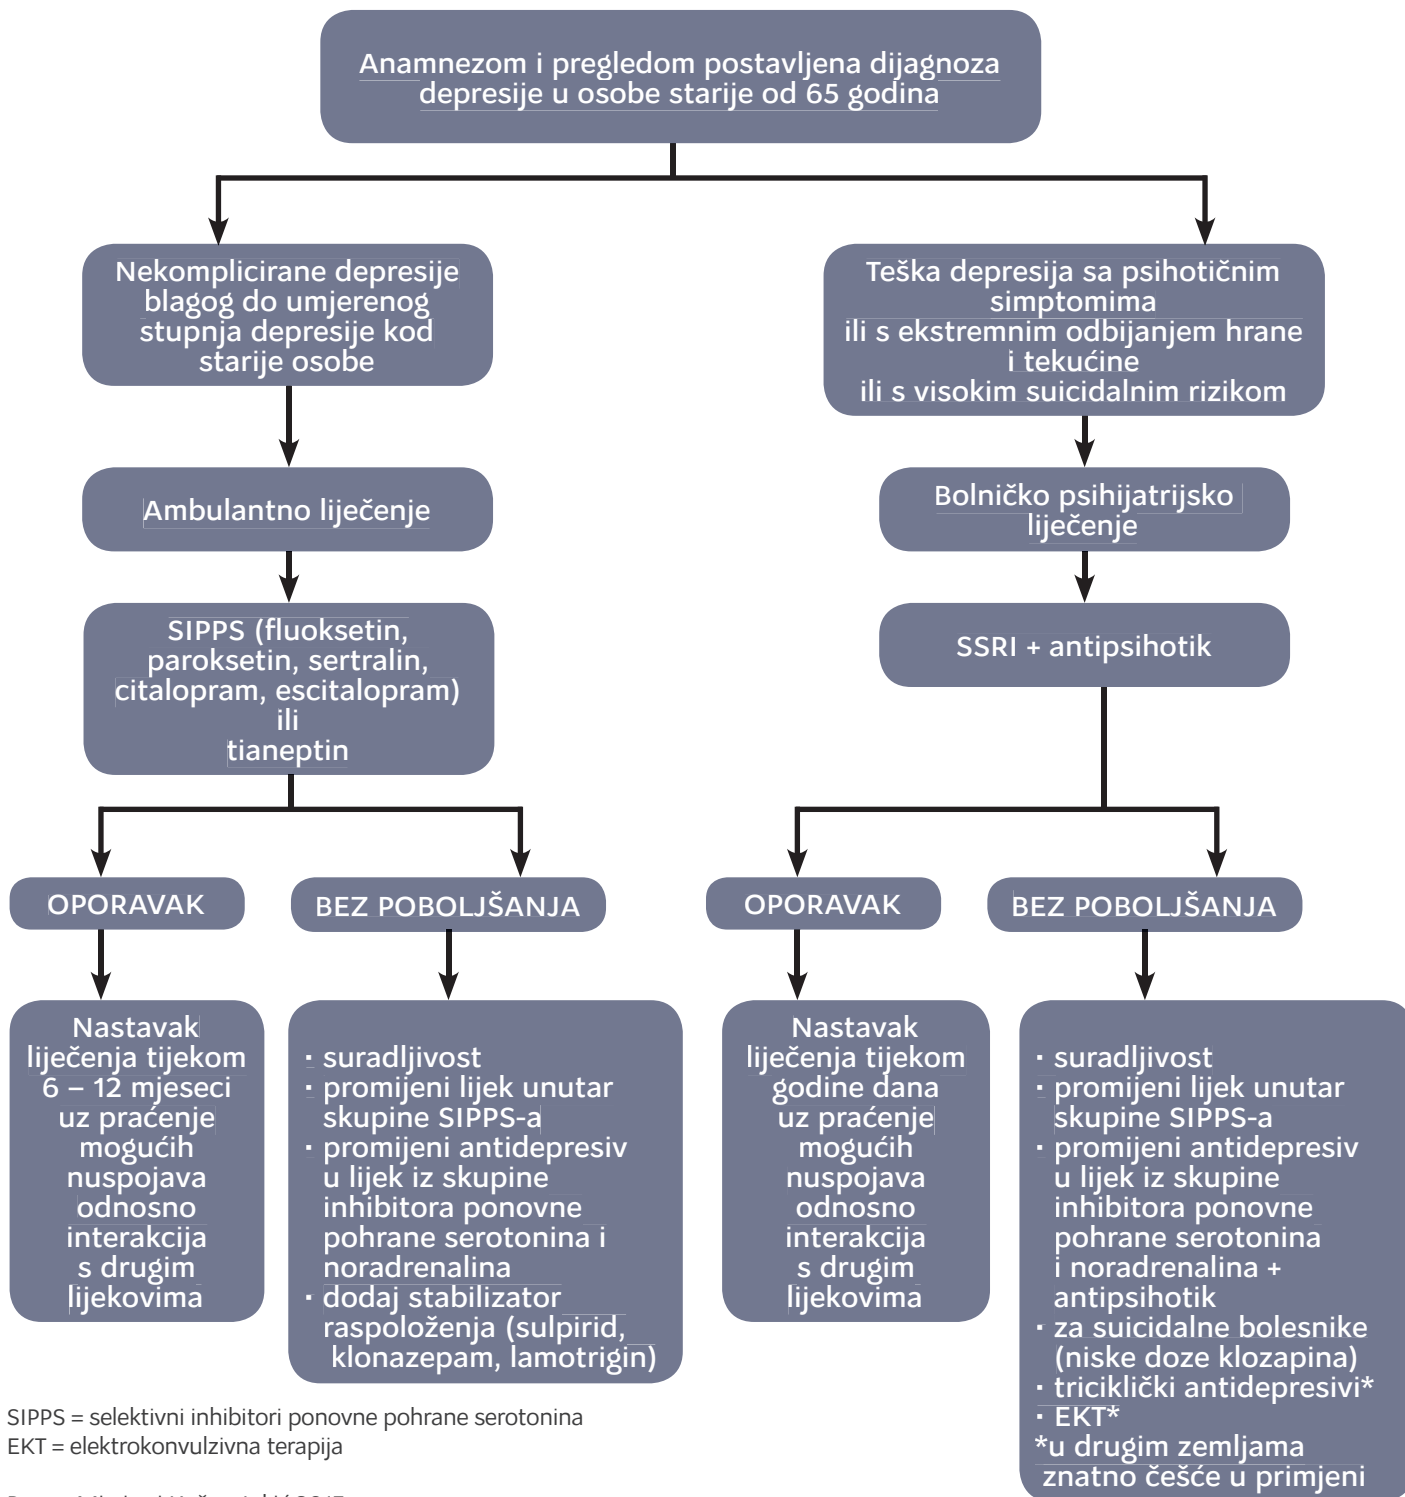 Anamnezom i pregledom postavljena dijagnoza
depresije u osobe starije od 65 godina
Nekomplicirane depresije
blagog do umjerenog
stupnja depresije kod
starije osobe
Teška depresija sa psihotičnim
simptomima
ili s ekstremnim odbijanjem hrane
i tekućine
ili s visokim suicidalnim rizikom
Ambulantno liječenje
Bolničko psihijatrijsko
liječenje
SIPPS (fluoksetin,
paroksetin, sertralin,
citalopram, escitalopram)
ili
tianeptin
SSRI + antipsihotik
OPORAVAK
BEZ POBOLJŠANJA
OPORAVAK
BEZ POBOLJŠANJA
Nastavak
liječenja tijekom
6 – 12 mjeseci
uz praćenje
mogućih
nuspojava
odnosno
interakcija
s drugim
lijekovima
· suradljivost
· promijeni lijek unutar
skupine SIPPS-a
· promijeni antidepresiv
u lijek iz skupine
inhibitora ponovne
pohrane serotonina i
noradrenalina
· dodaj stabilizator
raspoloženja (sulpirid,
klonazepam, lamotrigin)
Nastavak
liječenja tijekom
godine dana
uz praćenje
mogućih
nuspojava
odnosno
interakcija
s drugim
lijekovima
· suradljivost
· promijeni lijek unutar
skupine SIPPS-a
· promijeni antidepresiv
u lijek iz skupine
inhibitora ponovne
pohrane serotonina
i noradrenalina +
antipsihotik
· za suicidalne bolesnike
(niske doze klozapina)
· triciklički antidepresivi*
· EKT*
*u drugim zemljama
znatno češće u primjeni
SIPPS = selektivni inhibitori ponovne pohrane serotonina
EKT = elektrokonvulzivna terapija